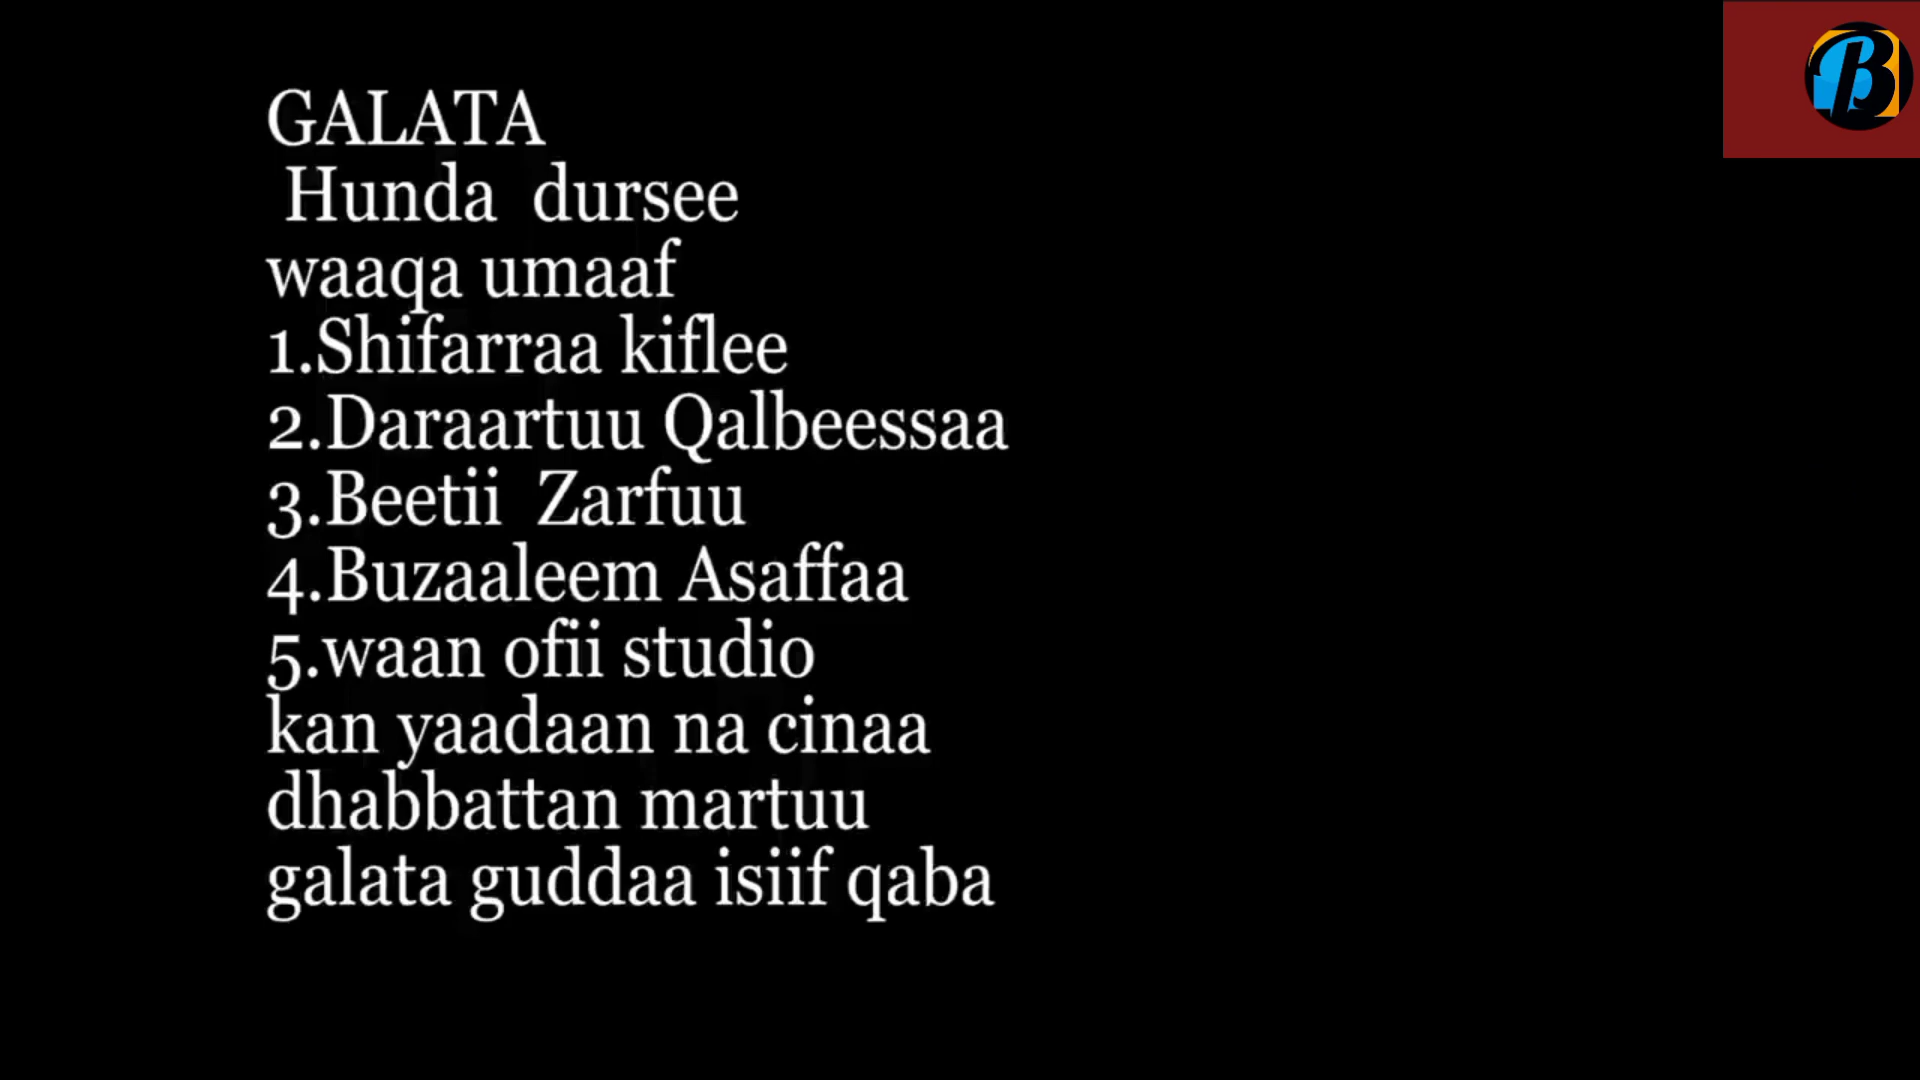 GALATA
Hunda dursee
waaqa umaaf
1.Shifarraa kiflee
2.Daraartuu Qalbeessaa
3.Beetii Zarfuu
4.Buzaaleem Asaffaa
5.waan ofii studio
kan yaadaan na cinaa
dhabbattan martuu
galata guddaa isiif qaba
B